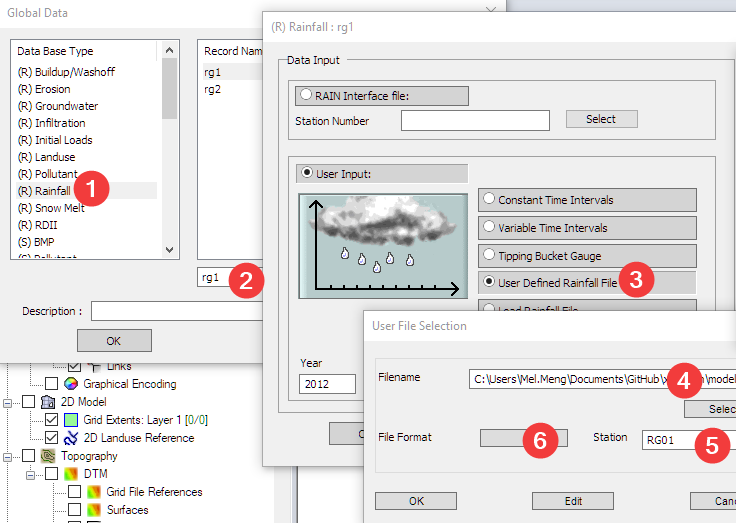 Global Data
Data Base Type
Record Nam
(R) Buildup/Washoff
(R) Erosion
(R) Groundwater
(R) Infiltration
(R) Initial Loads
(R) Landuse
(R) Pollutant
(R) Rainfall
(R) Snow Melt
(R) RDII
(S) BMP
(S) Pollutant
1
rg1
rg2
rg1
2
Description :
OK
(R) Rainfall : rg1
Data Input
RAIN Interface file:
Station Number
Select
User Input:
Constant Time Intervals
Variable Time Intervals
Tipping Bucket Gauge
User Defined Rainfall File
3
Load Rainfall File
Year
2012
User File Selection
Filename
C:\Users\Mel.Meng\Documents\GitHub\x
4
n\model
Selec
File Format
6
Station
RG01
5
OK
Edit
Canc
Links
Graphical Encoding
2D Model
Grid Extents: Layer 1 [0/0]
2D Landuse Reference
Topography
DTM
Grid File References
Surfaces